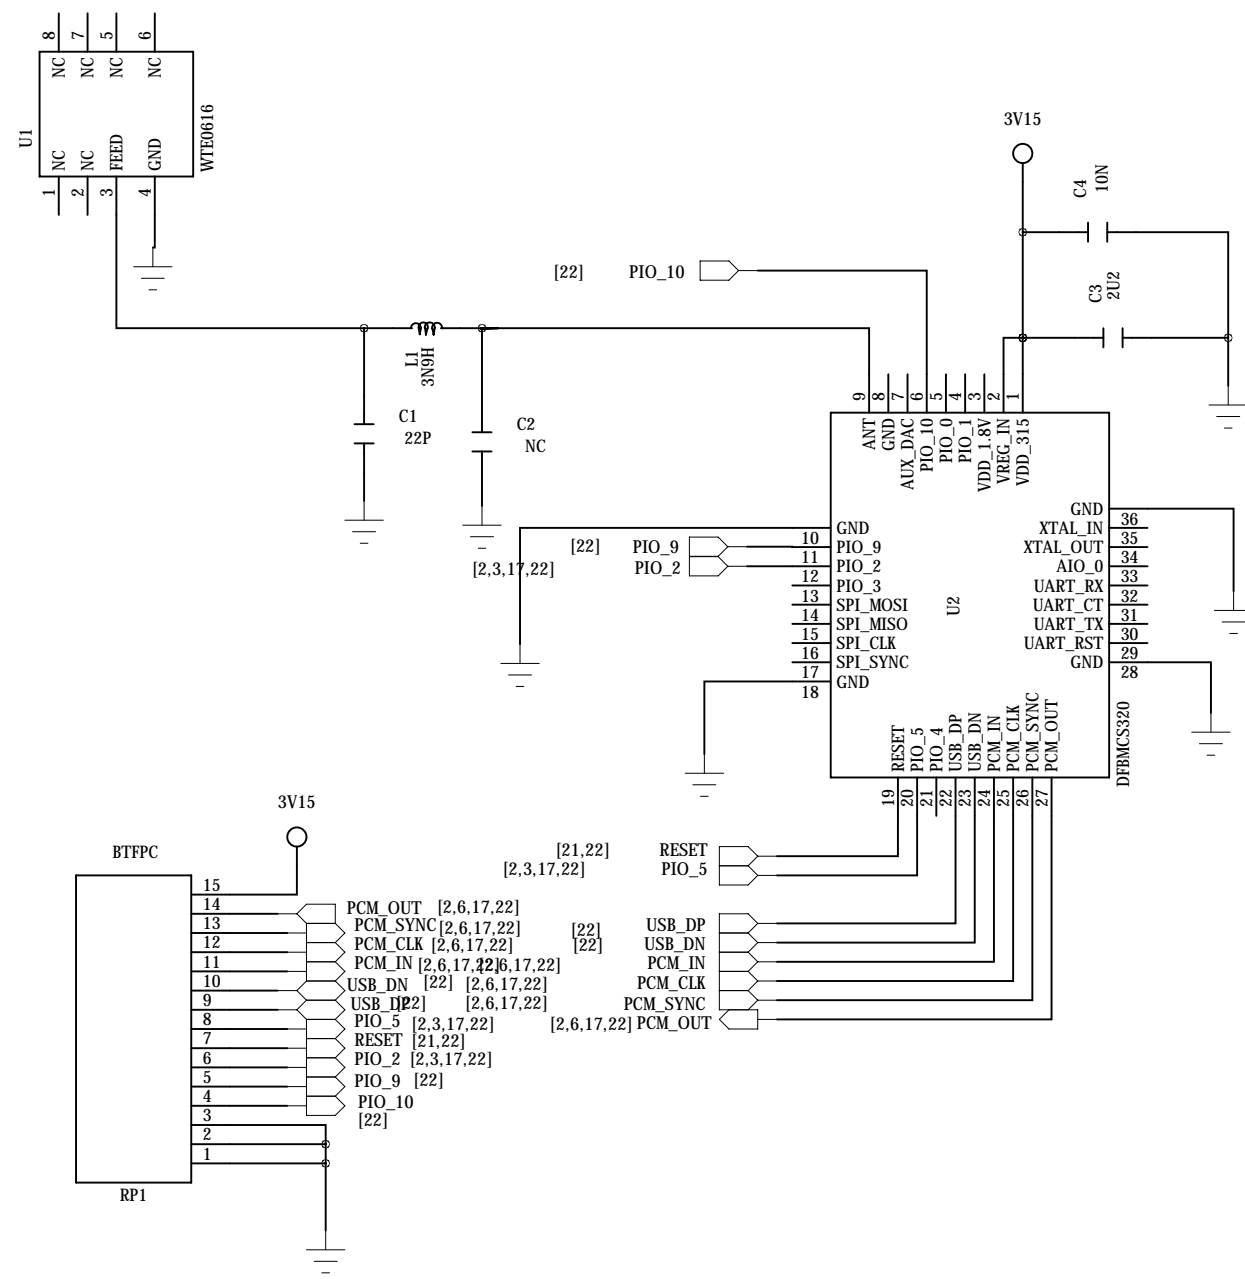 8 7 5 6
NC NC NC NC
U1
NC NC FEED GND
WTE0616
1 2 3 4
3V15
C4
10N
C3
2U2
[22] PIO_10
L1
3N9H
C1
22P
C2
NC
9 8 7 6 5 4 3 2 1
ANT
GND
AUX_DAC
PIO_10
PIO_0
PIO_1
VDD_1.8V
VREG_IN
VDD_315
GND
10
[22] PIO_9
PIO_9
11
[2,3,17,22] PIO_2
PIO_2
12
PIO_3
13
SPI_MOSI
14
SPI_MISO
15
SPI_CLK
16
SPI_SYNC
17
GND
18
U2
GND
36
XTAL_IN
35
XTAL_OUT
34
AIO_0
33
UART_RX
32
UART_CT
31
UART_TX
30
UART_RST
29
GND
28
DFBMCS320
RESET
PIO_5
PIO_4
USB_DP
USB_DN
PCM_IN
PCM_CLK
PCM_SYNC
PCM_OUT
19 20 21 22 23 24 25 26 27
[21,22] RESET
[2,3,17,22] PIO_5
[22] USB_DP
[22] USB_DN
[2,6,17,22] PCM_IN
[2,6,17,22] PCM_CLK
[2,6,17,22] PCM_SYNC
[2,6,17,22] PCM_OUT
3V15
BTFPC
15
14 PCM_OUT [2,6,17,22]
13 PCM_SYNC [2,6,17,22]
12 PCM_CLK [2,6,17,22]
11 PCM_IN [2,6,17,22]
10 USB_DN [22]
9 USB_DP [22]
8 PIO_5 [2,3,17,22]
7 RESET [21,22]
6 PIO_2 [2,3,17,22]
5 PIO_9 [22]
4 PIO_10
[22]
3
2
1
RP1